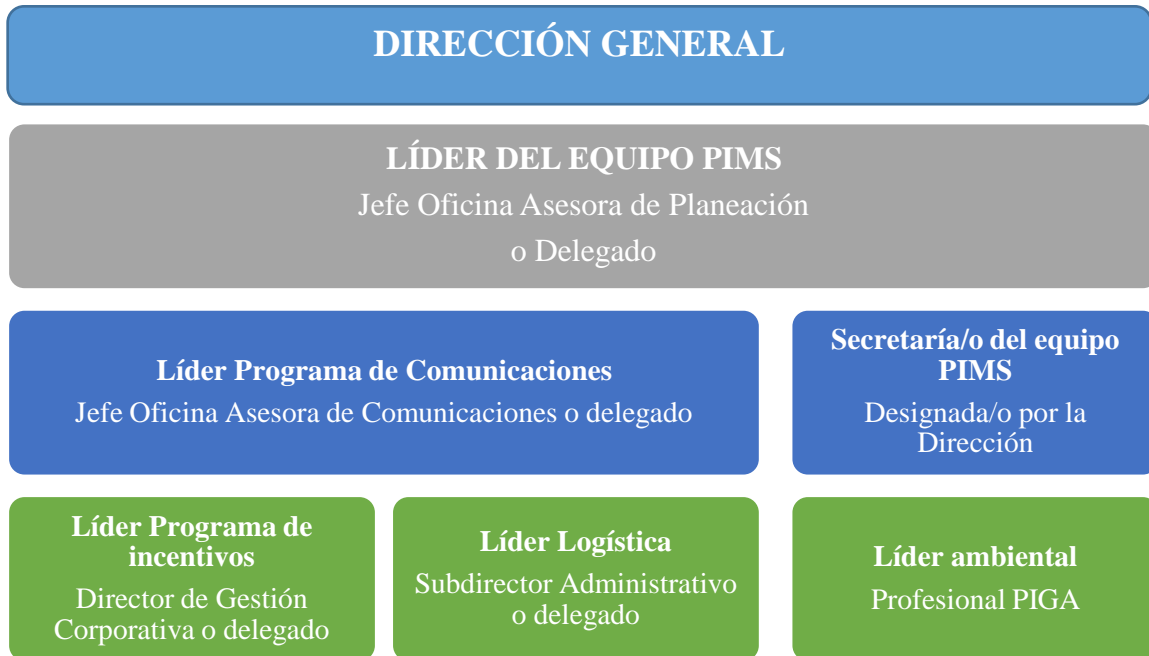 DIRECCIÓN GENERAL
LÍDER DEL EQUIPO PIMS
Jefe Oficina Asesora de Planeación
o Delegado
Líder Programa de Comunicaciones
Jefe Oficina Asesora de Comunicaciones o delegado
Secretaría/o del equipo
PIMS
Designada/o por la
Dirección
Líder Programa de
incentivos
Director de Gestión
Corporativa o delegado
Líder Logística
Subdirector Administrativo
o delegado
Líder ambiental
Profesional PIGA